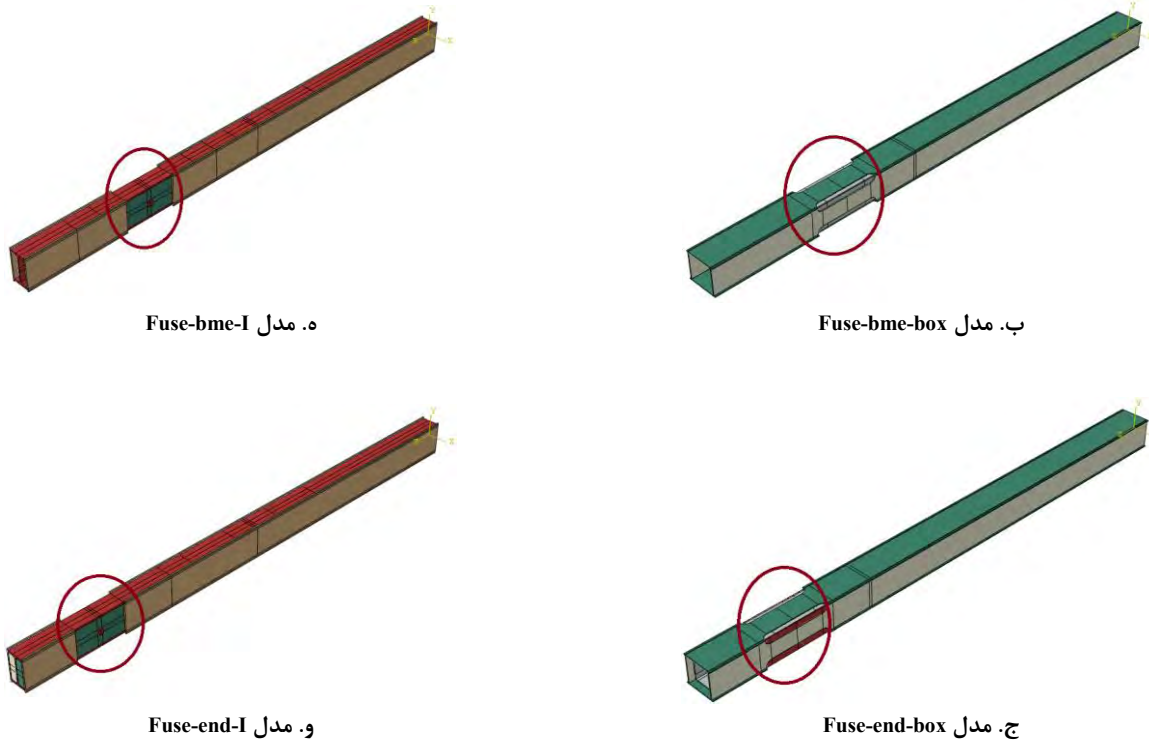 ب. مدل Fuse-bme-box
ه. مدل Fuse-bme-I
ج. مدل Fuse-end-box
و. مدل Fuse-end-I